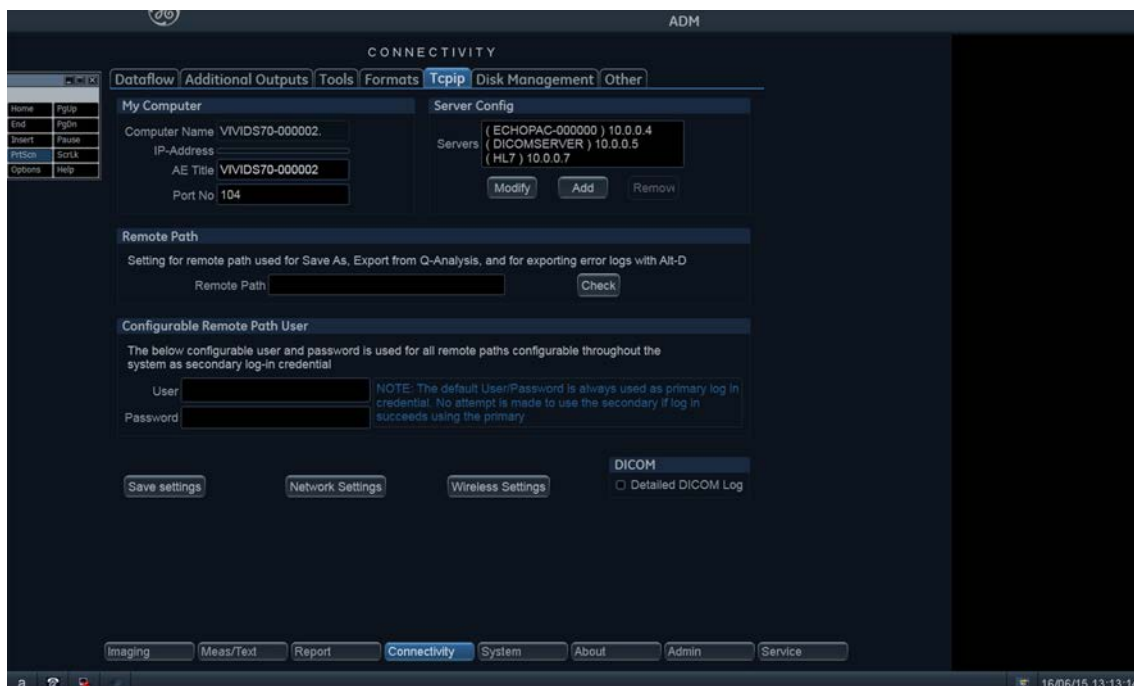 ADM
CONNECTIVITY
Dataflow Additional Outputs Tools Formats Tcpip Disk Management Other
Home PgUp
End PgDn
Insert Pause
PrtScn ScrLk
Options Help
My Computer
Computer Name VIVIDS70-000002.
IP-Address
AE Title VIVIDS70-000002
Port No 104
Server Config
Servers
( ECHOPAC-000000 ) 10.0.0.4
( DICOMSERVER ) 10.0.0.5
( HL7 ) 10.0.0.7
Modify Add Remove
Remote Path
Setting for remote path used for Save As, Export from Q-Analysis, and for exporting error logs with Alt-D
Remote Path Check
Configurable Remote Path User
The below configurable user and password is used for all remote paths configurable throughout the
system as secondary log-in credential
User
Password
NOTE: The default User/Password is always used as primary log in
credential. No attempt is made to use the secondary if log in
succeeds using the primary
DICOM
Detailed DICOM Log
Save settings Network Settings Wireless Settings
Imaging Meas/Text Report Connectivity System About Admin Service
a 16/06/15 13:13:14